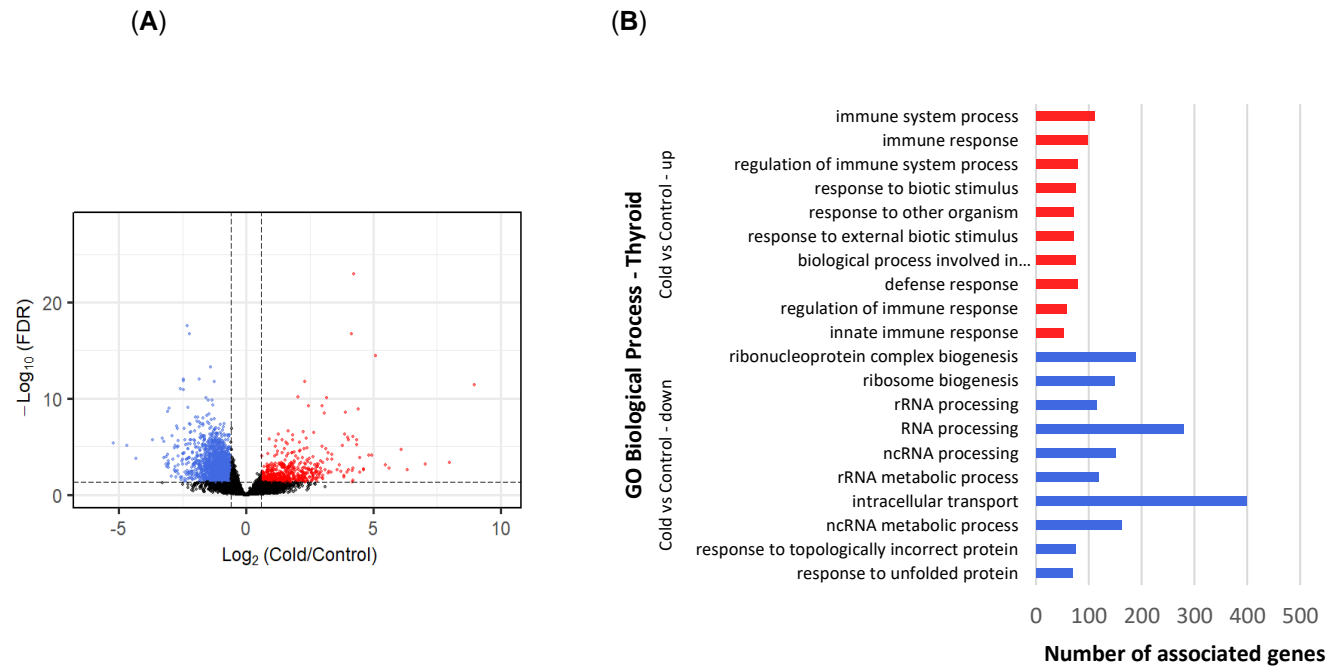 (A)
(B)
− Log10 (FDR)
20
10
0
-5
0
5
10
Log2 (Cold/Control)
GO Biological Process - Thyroid
Cold vs Control - up
Cold vs Control - down
immune system process
immune response
regulation of immune system process
response to biotic stimulus
response to other organism
response to external biotic stimulus
biological process involved in…
defense response
regulation of immune response
innate immune response
ribonucleoprotein complex biogenesis
ribosome biogenesis
rRNA processing
RNA processing
ncRNA processing
rRNA metabolic process
intracellular transport
ncRNA metabolic process
response to topologically incorrect protein
response to unfolded protein
0 100 200 300 400 500
Number of associated genes